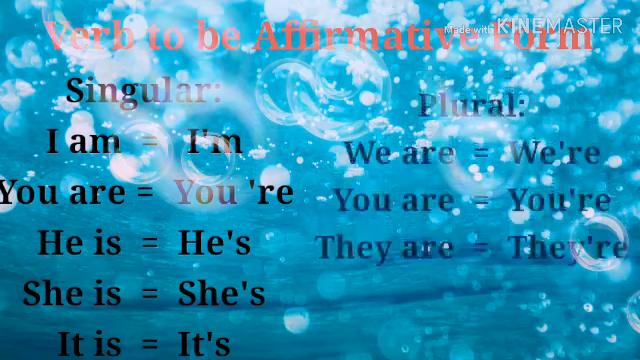 Verb to be Affirmative Form
Made with KINEMASTER
Singular:
I am = I'm
You are = You 're
He is = He's
She is = She's
It is = It's
Plural:
We are = We're
You are = You're
They are = They're